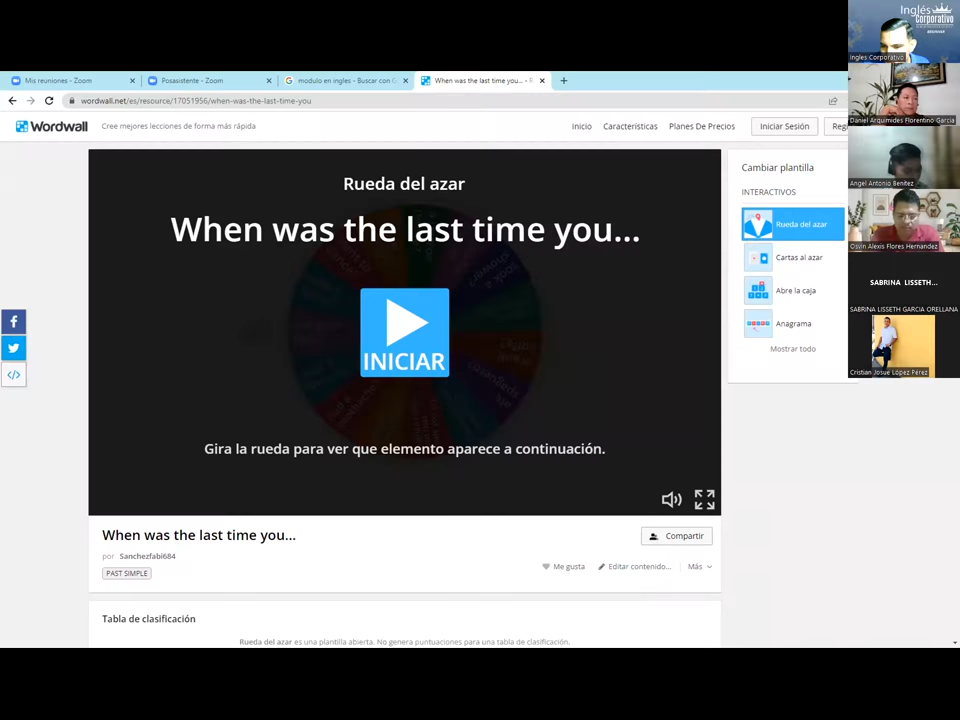 Inglés
Corporativo
Ingles Corporativo
Mis reuniones - Zoom
Posasistente - Zoom
modulo en ingles - Buscar con G
When was the last time you... - R
wordwall.net/es/resource/17051956/when-was-the-last-time-you
Wordwall
Cree mejores lecciones de forma más rápida
Inicio
Características
Planes De Precios
Iniciar Sesión
Reg
Daniel Arquimides Florentino Garcia
Angel Antonio Benitez
Osvin Alexis Flores Hernandez
SABRINA LISSETH...
SABRINA LISSETH GARCIA ORELLANA
Cristian Josue López Pérez
Rueda del azar
When was the last time you...
INICIAR
Gira la rueda para ver que elemento aparece a continuación.
Cambiar plantilla
INTERACTIVOS
Rueda del azar
Cartas al azar
Abre la caja
Anagrama
Mostrar todo
When was the last time you...
Compartir
por Sanchezfabi684
PAST SIMPLE
Me gusta
Editar contenido...
Más
Tabla de clasificación
Rueda del azar es una plantilla abierta. No genera puntuaciones para una tabla de clasificación.